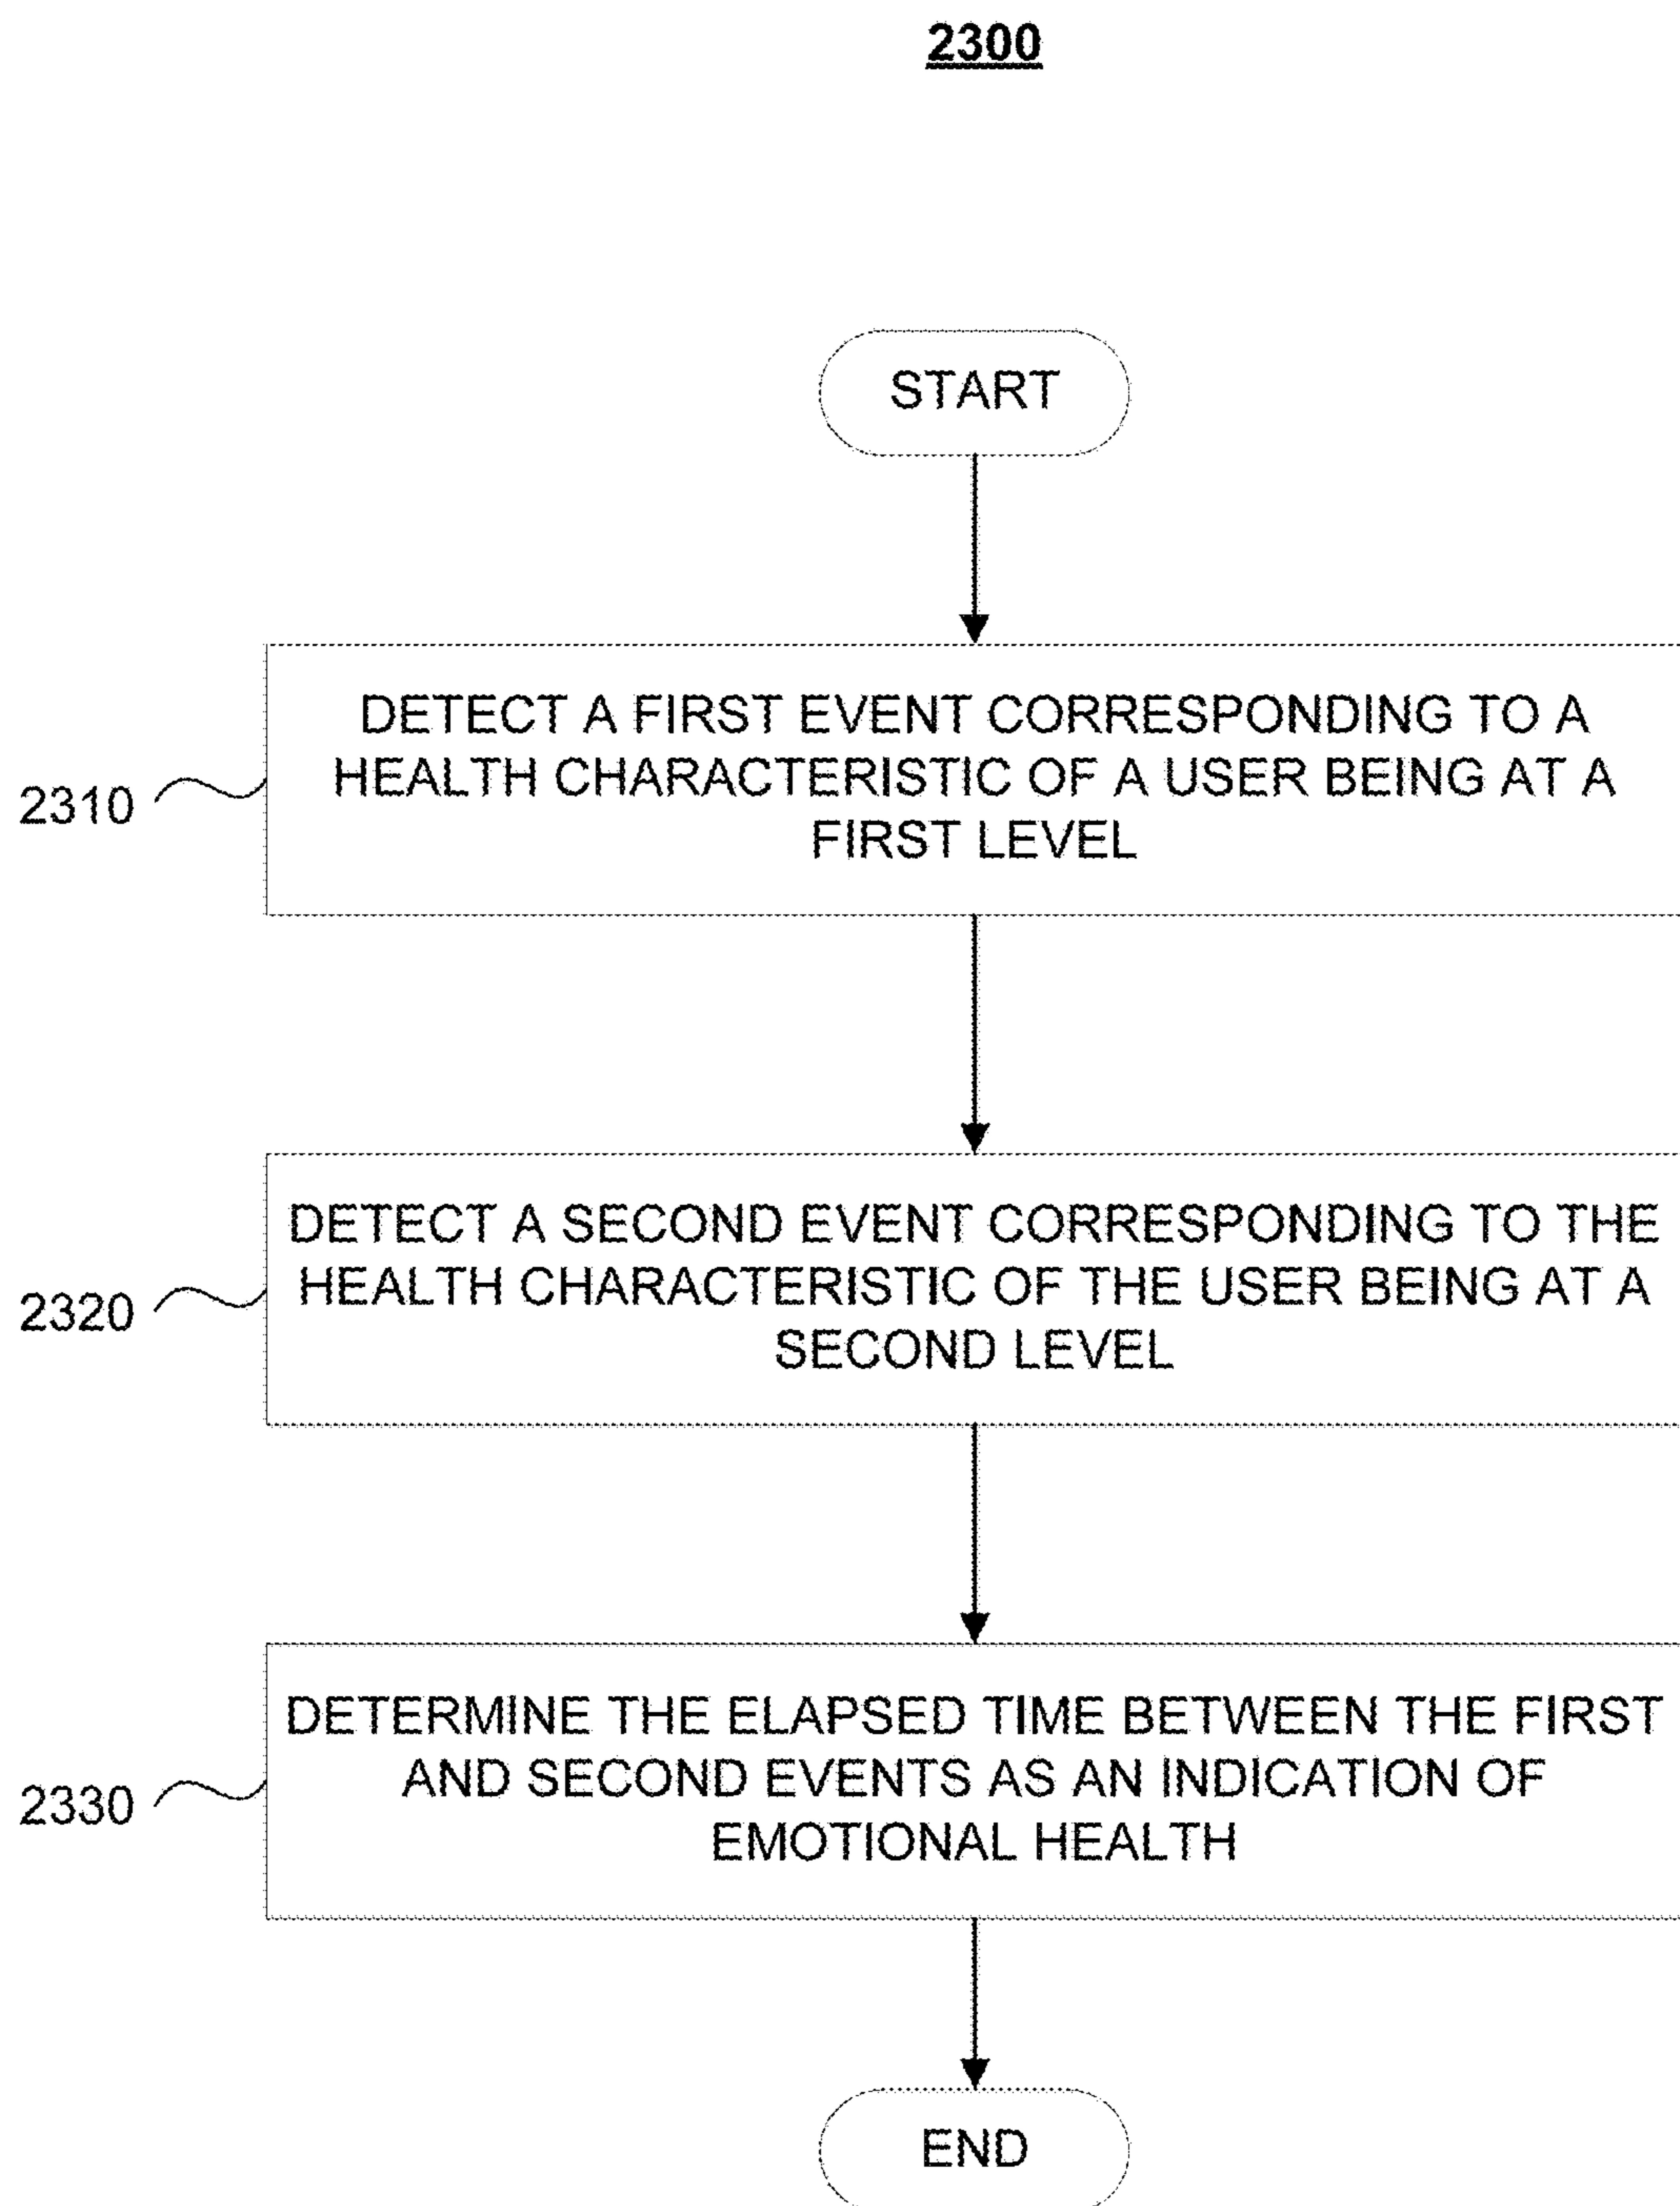 2300
START
DETECT A FIRST EVENT CORRESPONDING TO A
HEALTH CHARACTERISTIC OF A USER BEING AT A
FIRST LEVEL
2310
DETECT A SECOND EVENT CORRESPONDING TO THE
HEALTH CHARACTERISTIC OF THE USER BEING AT A
SECOND LEVEL
2320
DETERMINE THE ELAPSED TIME BETWEEN THE FIRST
AND SECOND EVENTS AS AN INDICATION OF
EMOTIONAL HEALTH
2330
END